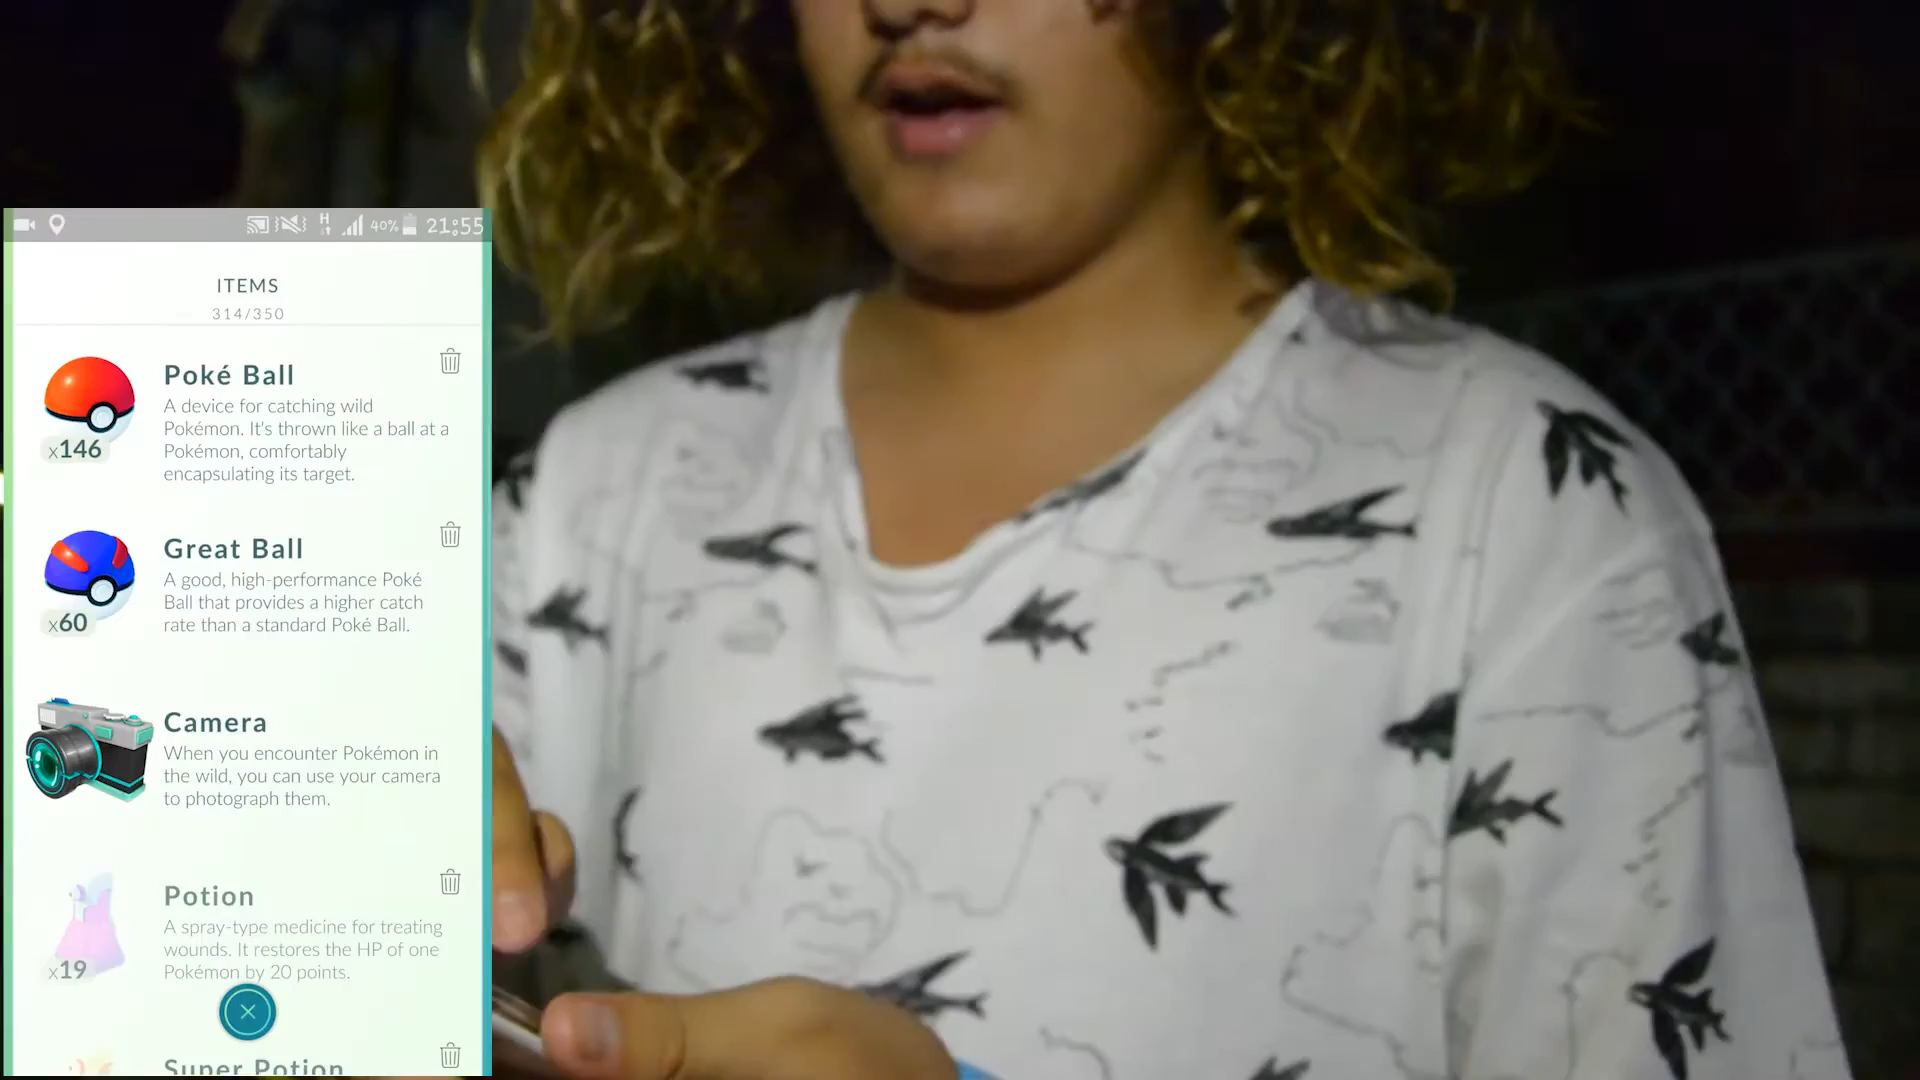 H
40%
21:55
ITEMS
314/350
Poké Ball
A device for catching wild
Pokémon. It's thrown like a ball at a
Pokémon, comfortably
encapsulating its target.
x146
Great Ball
A good, high-performance Poké
Ball that provides a higher catch
rate than a standard Poké Ball.
x60
Camera
When you encounter Pokémon in
the wild, you can use your camera
to photograph them.
Potion
A spray-type medicine for treating
wounds. It restores the HP of one
Pokémon by 20 points.
x19
Super Potion